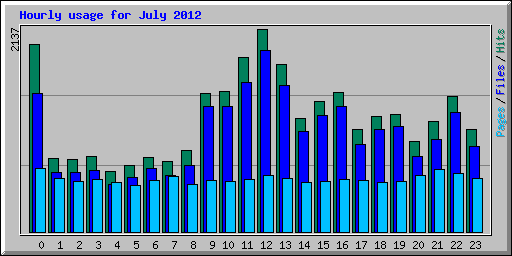 Hourly usage for July 2012
2137
Pages / Files / Hits
0 1 2 3 4 5 6 7 8 9 10 11 12 13 14 15 16 17 18 19 20 21 22 23